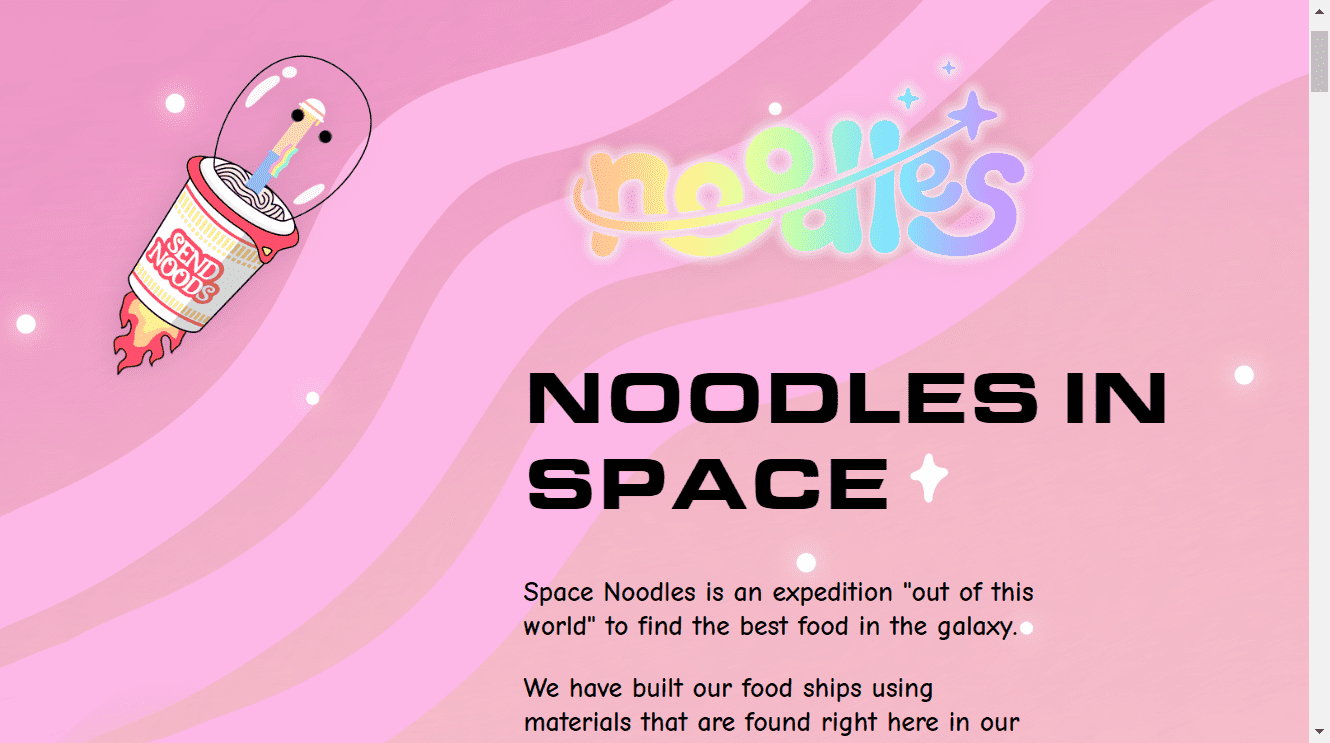 SEND
NOODS
noodles
NOODLES IN
SPACE
Space Noodles is an expedition "out of this
world" to find the best food in the galaxy.
We have built our food ships using
materials that are found right here in our